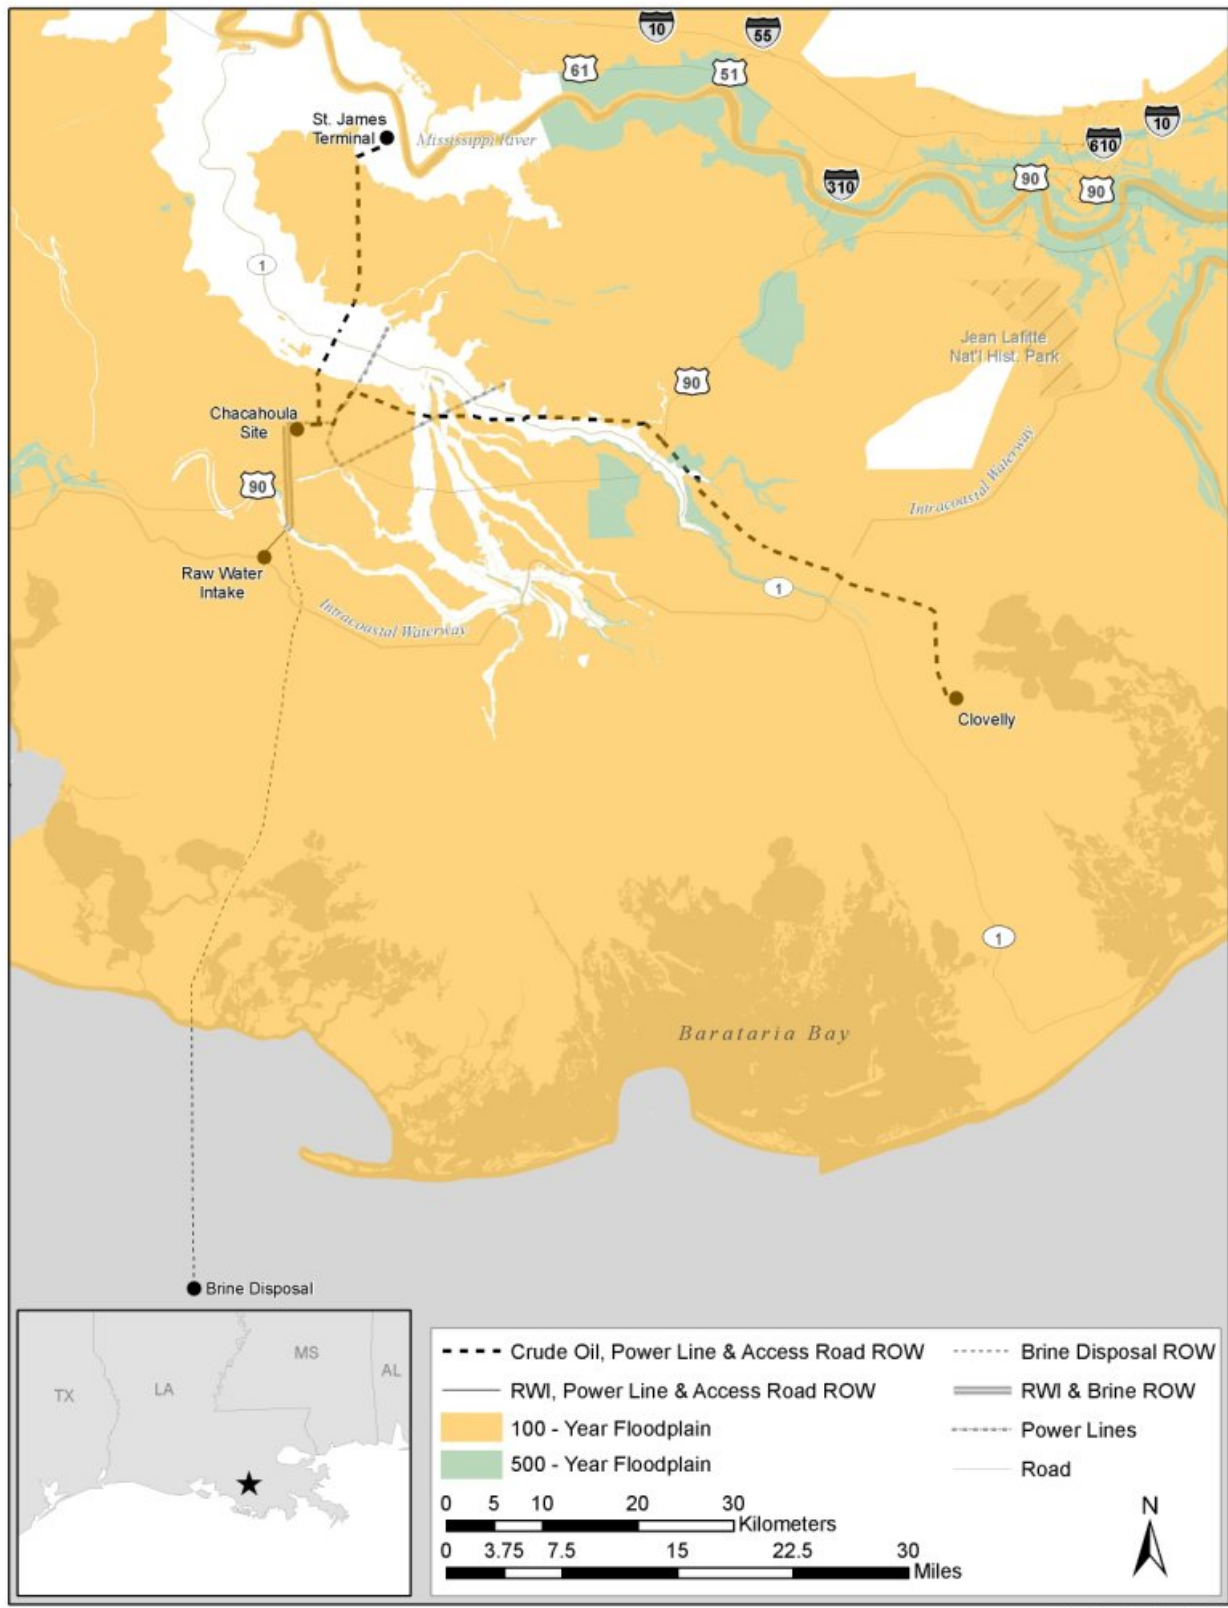 10
55
61
51
St. James
Terminal
Mississippi River
10
610
310
90
90
1
Jean Lafitte
Nat'l Hist. Park
90
Chacahoula
Site
Intracoastal Waterway
90
Raw Water
Intake
1
Intracoastal Waterway
Clovelly
1
Barataria Bay
Brine Disposal
TX
LA
MS
AL
Crude Oil, Power Line & Access Road ROW
RWI, Power Line & Access Road ROW
100 - Year Floodplain
500 - Year Floodplain
Brine Disposal ROW
RWI & Brine ROW
Power Lines
Road
0 5 10 20 30
Kilometers
0 3.75 7.5 15 22.5 30
Miles
N